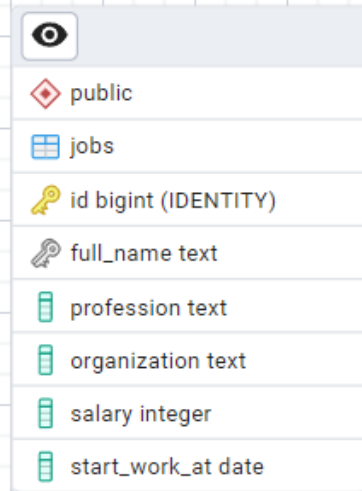 public
jobs
id bigint (IDENTITY)
full_name text
profession text
organization text
salary integer
start_work_at date